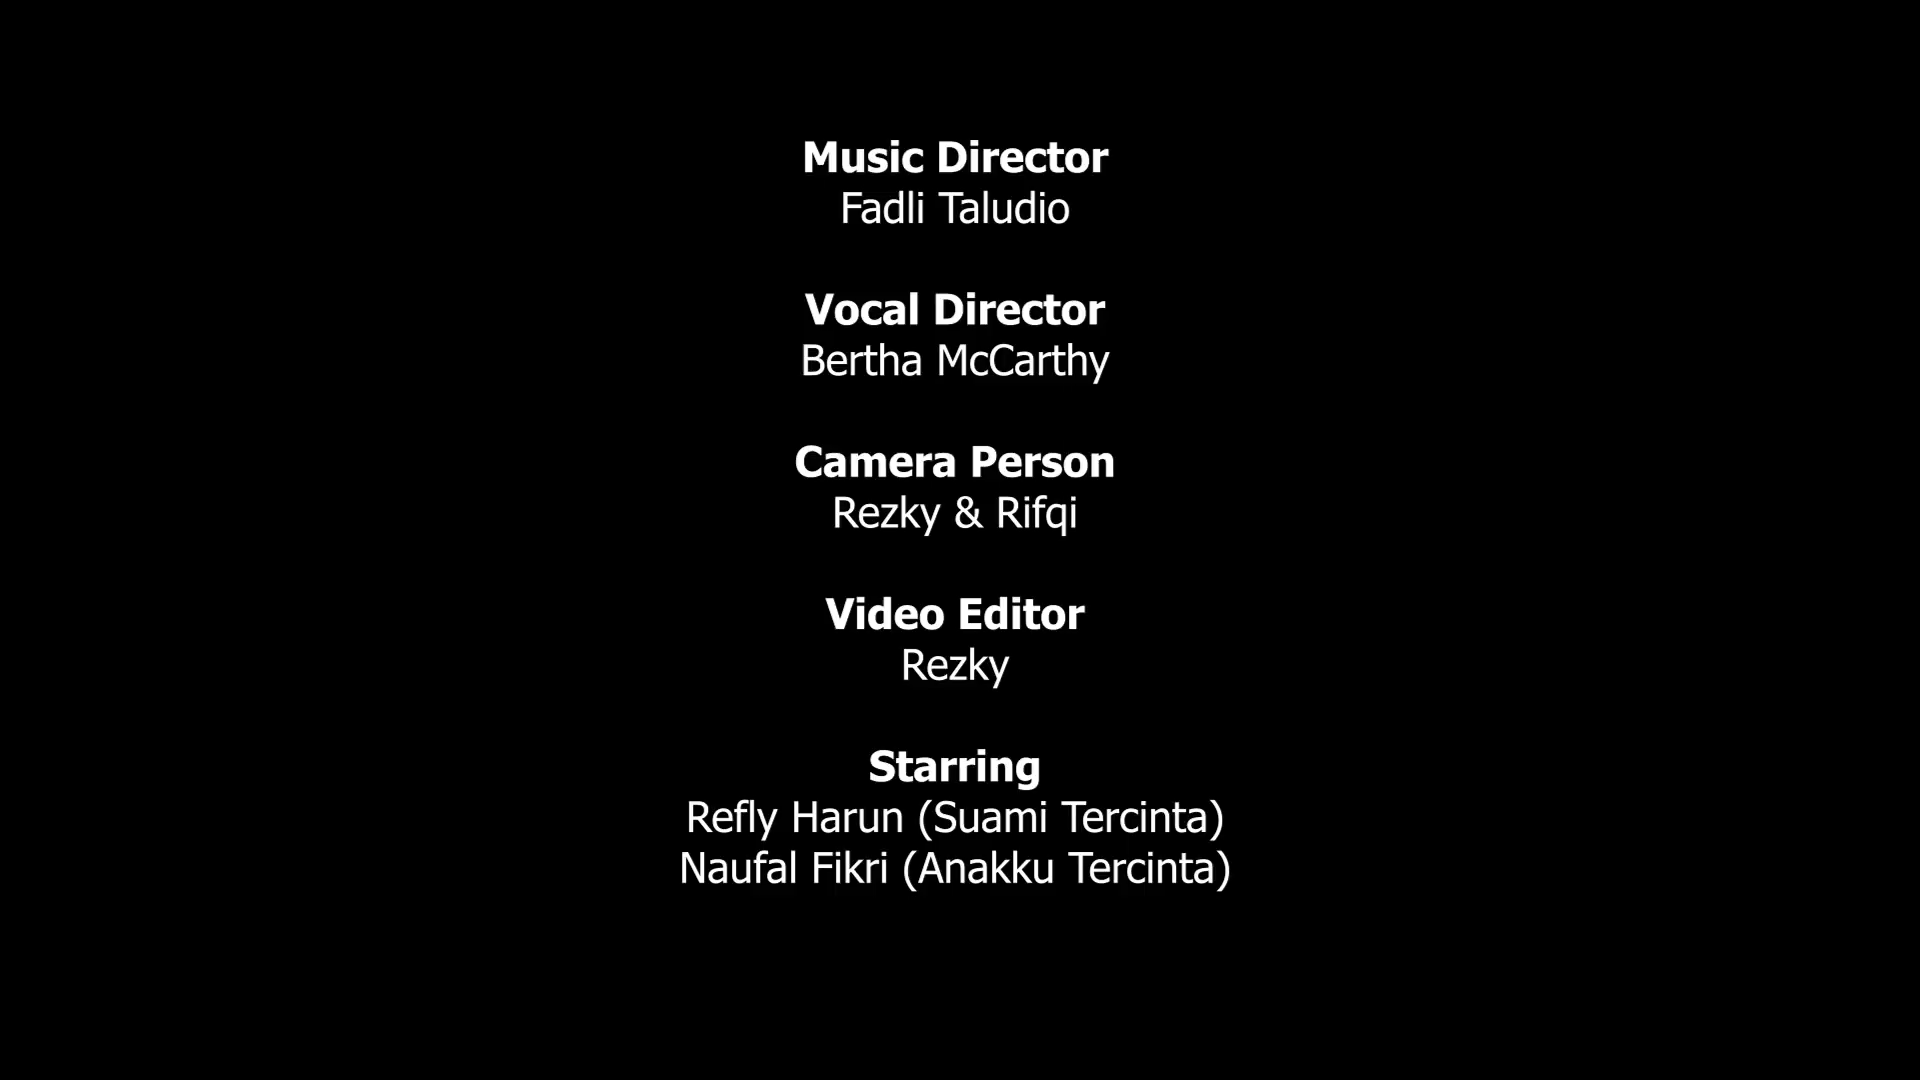 Music Director
Fadli Taludio
Vocal Director
Bertha McCarthy
Camera Person
Rezky & Rifqi
Video Editor
Rezky
Starring
Refly Harun (Suami Tercinta)
Naufal Fikri (Anakku Tercinta)